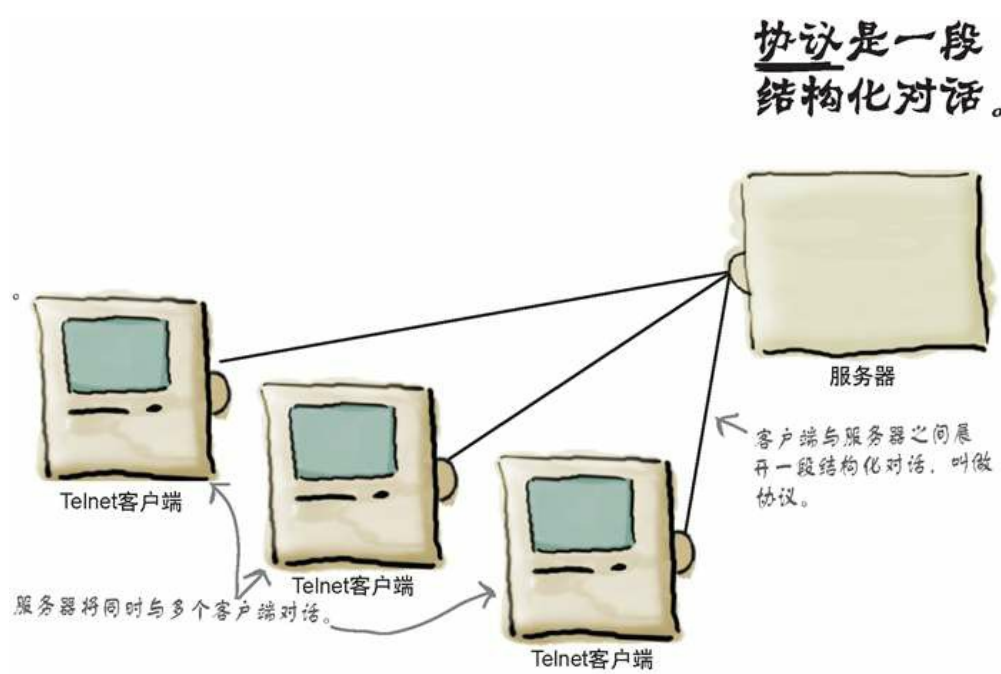 协议是一段
结构化对话。
。
服务器
客户端与服务器之间展
开一段结构化对话，叫做
协议。
Telnet客户端
Telnet客户端
服务器将同时与多个客户端对话。
Telnet客户端